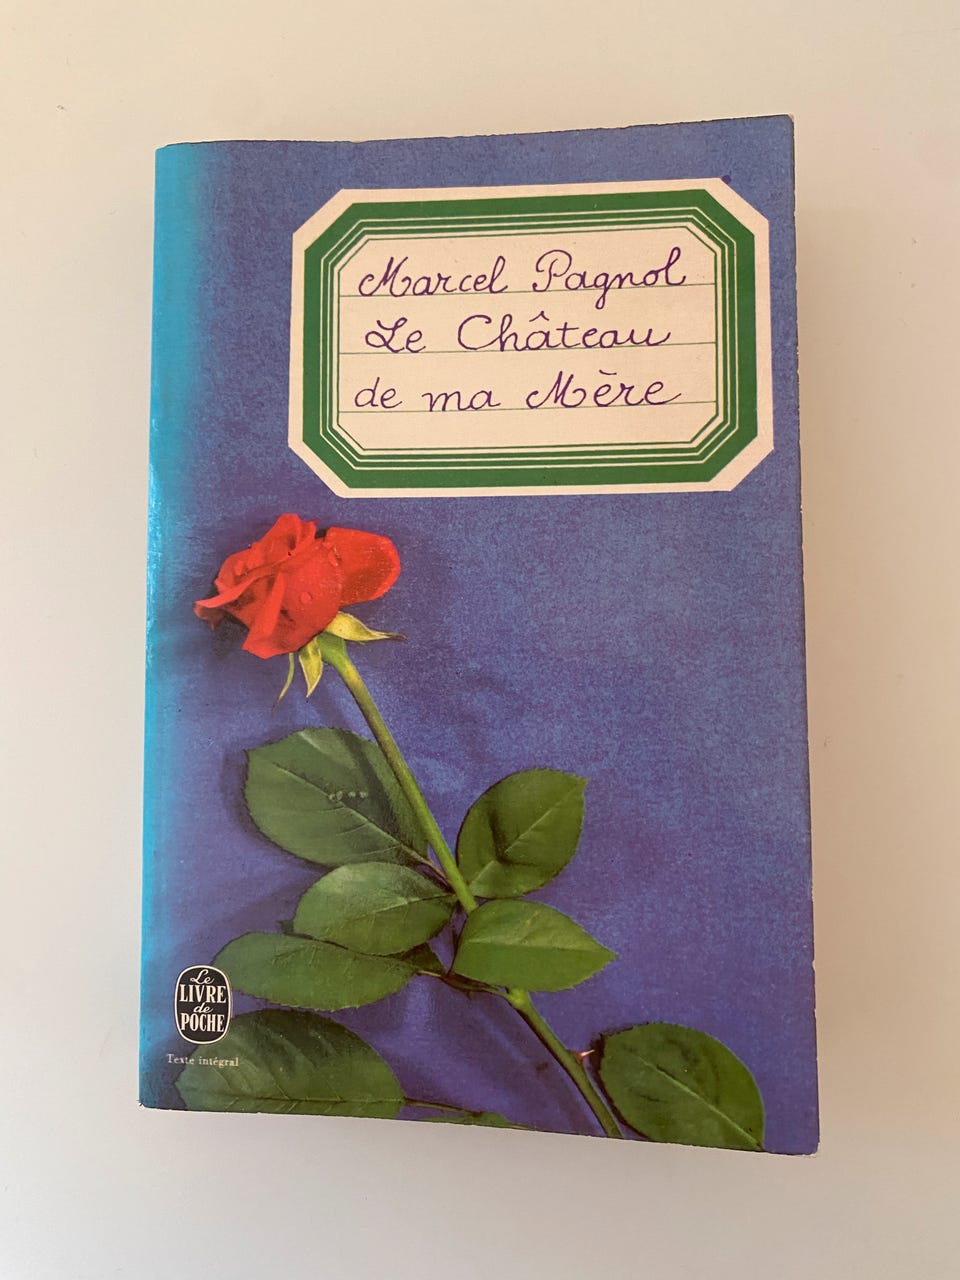 Marcel Pagnol
Le Château
de ma Mère
Le
LIVRE
de
POCHE
Texte intégral